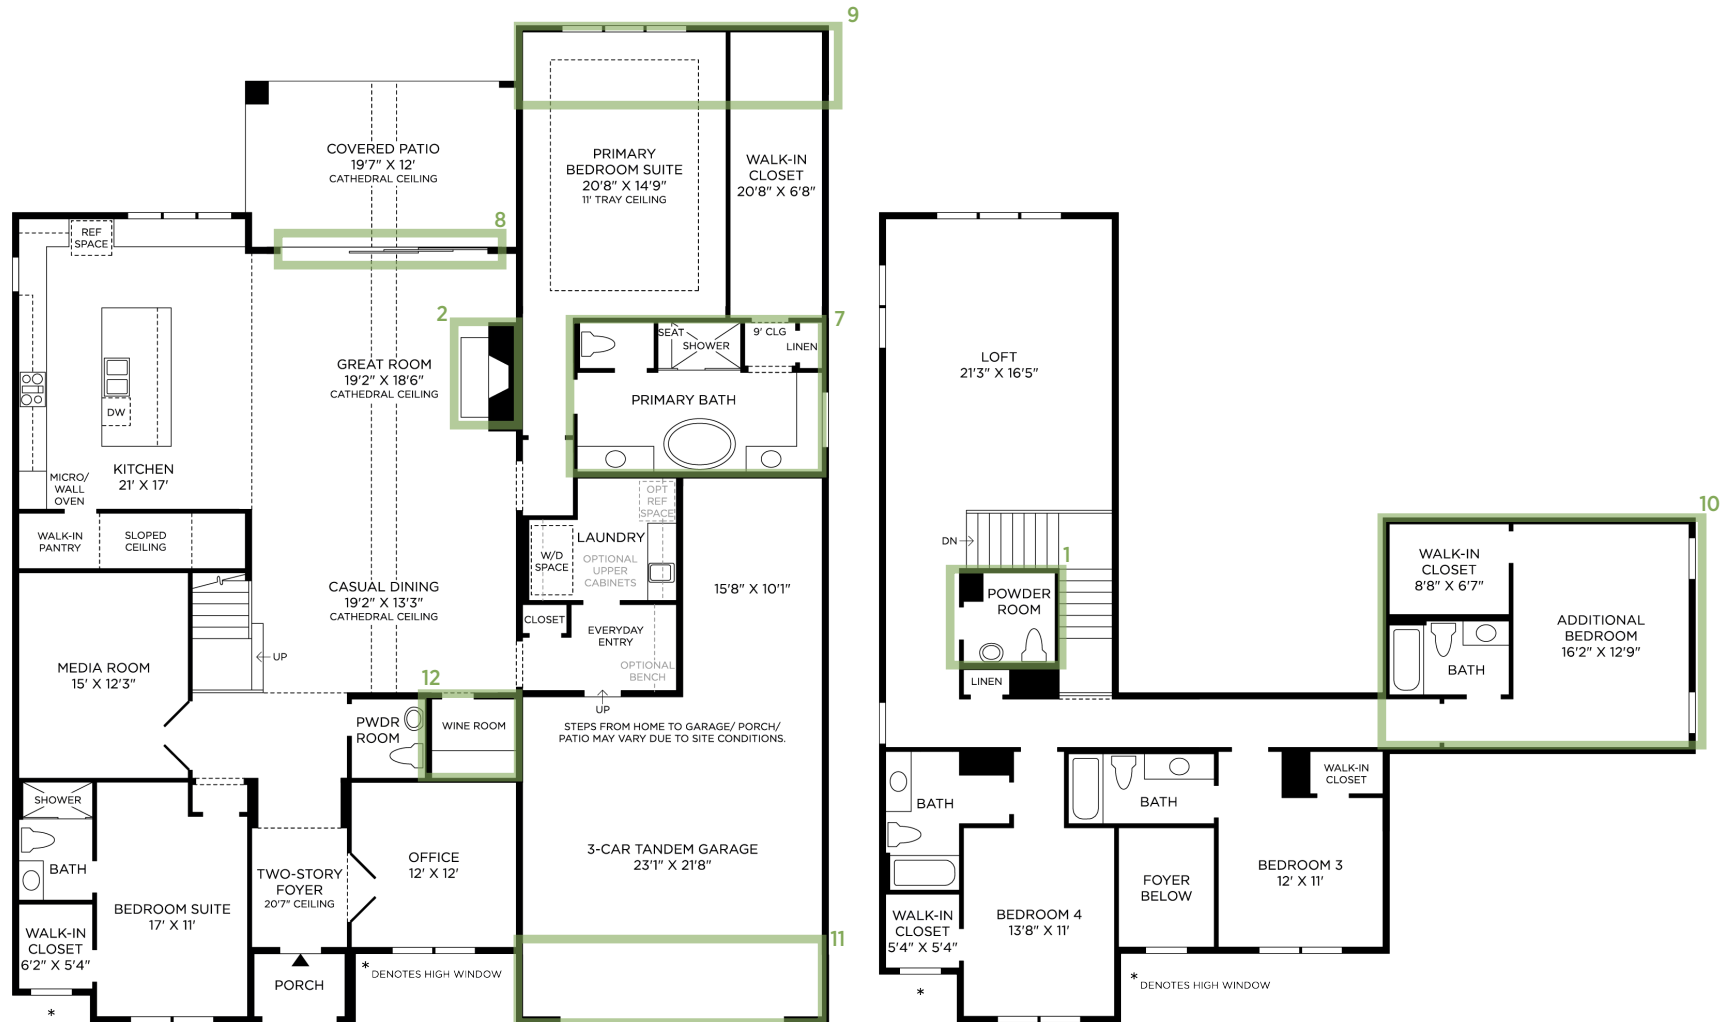 9
COVERED PATIO
19'7" X 12'
CATHEDRAL CEILING
PRIMARY
BEDROOM SUITE
20'8" X 14'9"
11' TRAY CEILING
WALK-IN
CLOSET
20'8" X 6'8"
8
REF
SPACE
2
7
SEAT
SHOWER
9' CLG
LINEN
GREAT ROOM
19'2" X 18'6"
CATHEDRAL CEILING
PRIMARY BATH
DW
KITCHEN
21' X 17'
MICRO/
WALL
OVEN
WALK-IN
PANTRY
SLOPED
CEILING
OPT
REF
SPACE
LAUNDRY
W/D
SPACE
OPTIONAL
UPPER
CABINETS
15'8" X 10'1"
CASUAL DINING
19'2" X 13'3"
CATHEDRAL CEILING
CLOSET
EVERYDAY
ENTRY
OPTIONAL
BENCH
UP
MEDIA ROOM
15' X 12'3"
12
UP
PWDR
ROOM
WINE ROOM
STEPS FROM HOME TO GARAGE/ PORCH/
PATIO MAY VARY DUE TO SITE CONDITIONS.
SHOWER
BATH
3-CAR TANDEM GARAGE
23'1" X 21'8"
OFFICE
12' X 12'
TWO-STORY
FOYER
20'7" CEILING
BEDROOM SUITE
17' X 11'
WALK-IN
CLOSET
6'2" X 5'4"
11
* DENOTES HIGH WINDOW
PORCH
*
LOFT
21'3" X 16'5"
DN
1
POWDER
ROOM
LINEN
10
WALK-IN
CLOSET
8'8" X 6'7"
ADDITIONAL
BEDROOM
16'2" X 12'9"
BATH
WALK-IN
CLOSET
BATH
BATH
BEDROOM 3
12' X 11'
FOYER
BELOW
WALK-IN
CLOSET
5'4" X 5'4"
BEDROOM 4
13'8" X 11'
* DENOTES HIGH WINDOW
*